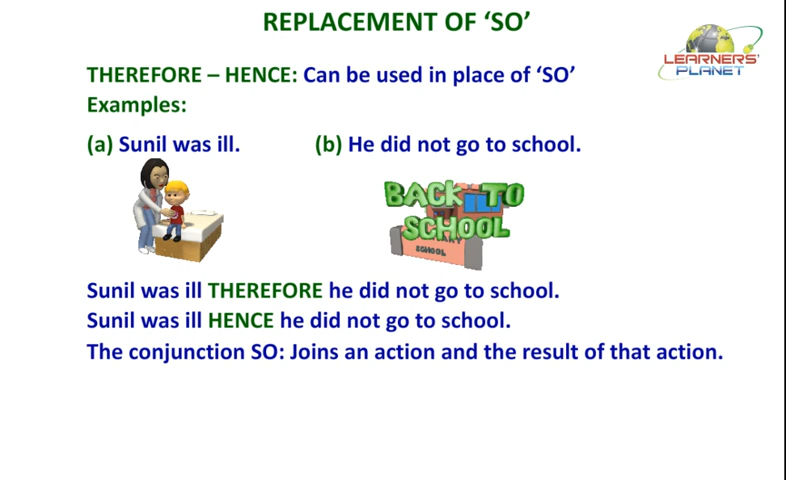 REPLACEMENT OF ‘SO’
LEARNERS’
PLANET
THEREFORE – HENCE: Can be used in place of ‘SO’
Examples:
(a) Sunil was ill. (b) He did not go to school.
BACK TO
SCHOOL
SCHOOL
Sunil was ill THEREFORE he did not go to school.
Sunil was ill HENCE he did not go to school.
The conjunction SO: Joins an action and the result of that action.